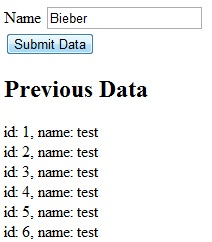 Name Bieber
Submit Data
Previous Data
id: 1, name: test
id: 2, name: test
id: 3, name: test
id: 4, name: test
id: 5, name: test
id: 6, name: test